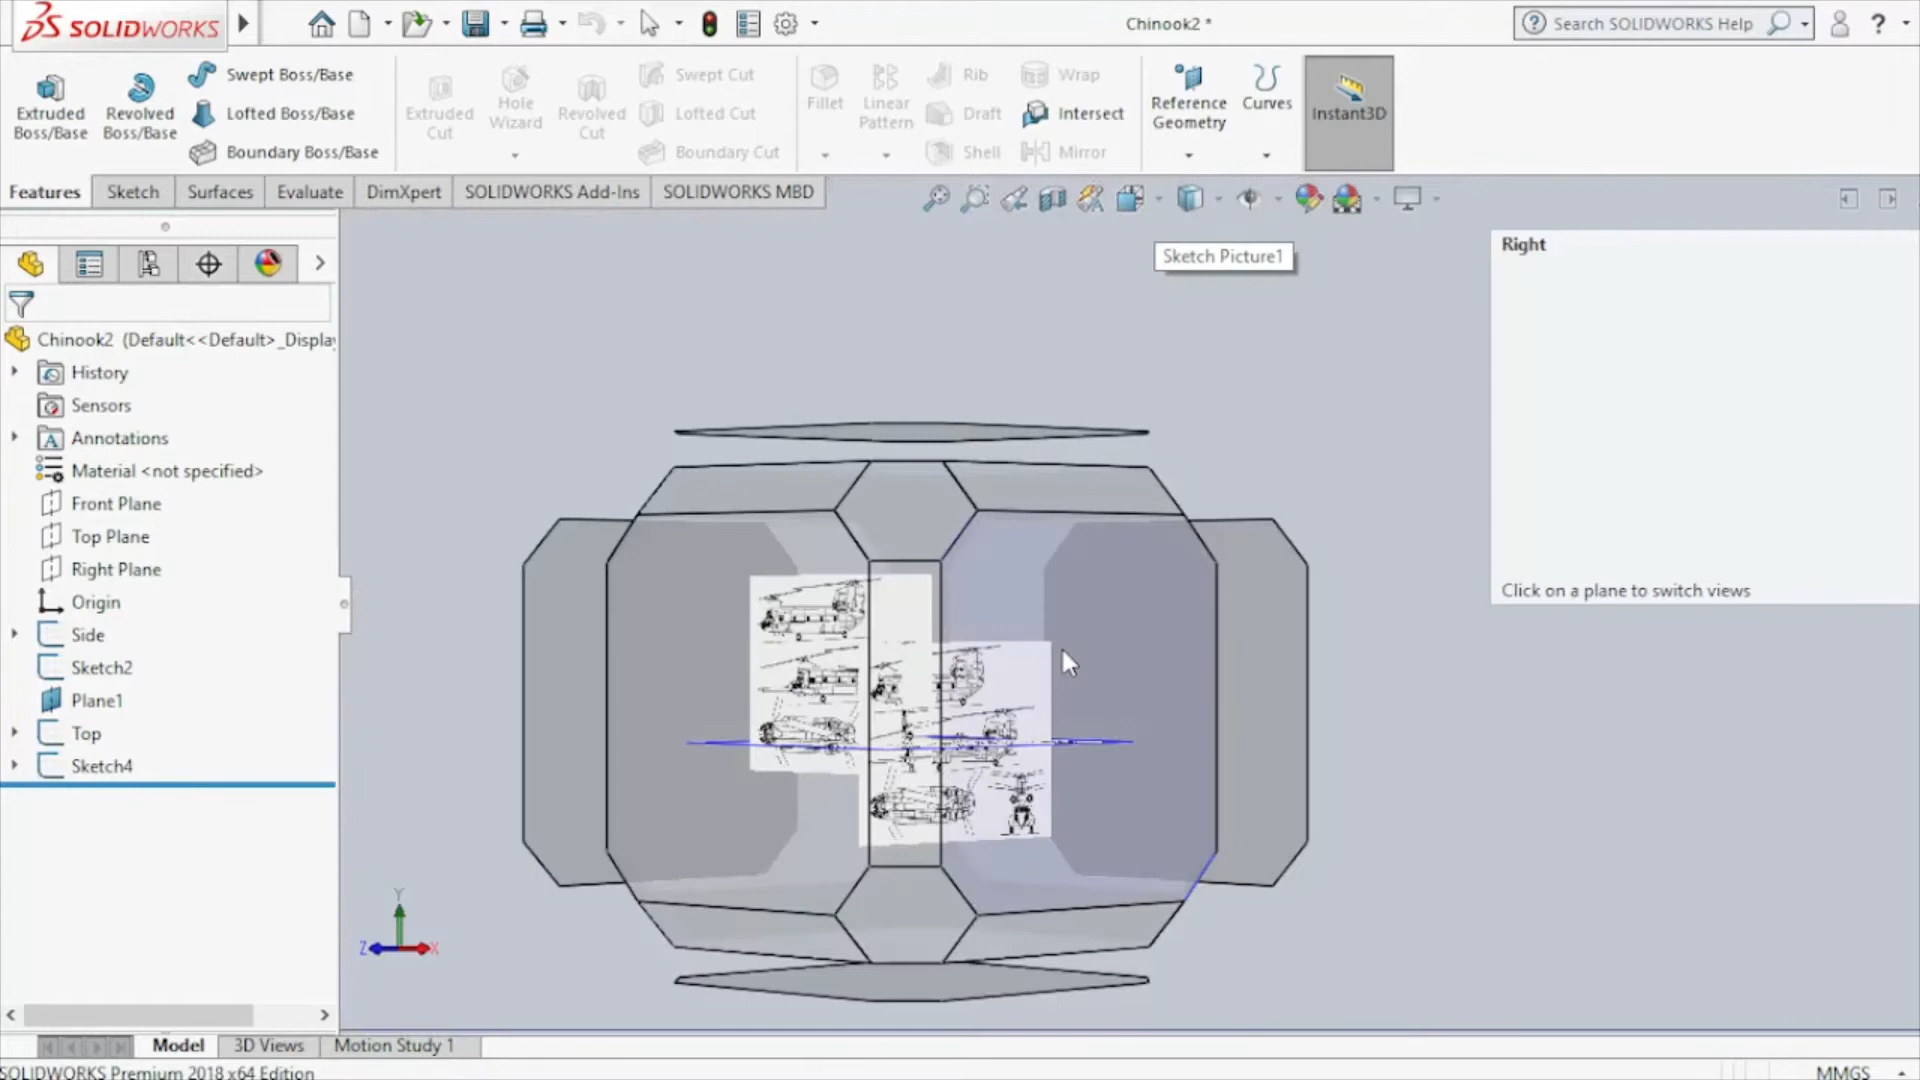 SOLIDWORKS
Chinook2 *
Search SOLIDWORKS Help
Extruded Boss/Base
Revolved Boss/Base
Swept Boss/Base
Lofted Boss/Base
Boundary Boss/Base
Extruded Cut
Hole Wizard
Revolved Cut
Swept Cut
Lofted Cut
Boundary Cut
Fillet
Linear Pattern
Rib
Draft
Shell
Wrap
Intersect
Mirror
Reference Geometry
Curves
Instant3D
Features
Sketch
Surfaces
Evaluate
DimXpert
SOLIDWORKS Add-Ins
SOLIDWORKS MBD
Sketch Picture1
Right
Click on a plane to switch views
Chinook2 (Default<<Default>_Display
History
Sensors
Annotations
Material <not specified>
Front Plane
Top Plane
Right Plane
Origin
Side
Sketch2
Plane1
Top
Sketch4
Y
Z
X
Model
3D Views
Motion Study 1
SOLIDWORKS Premium 2018 x64 Edition
MMGS